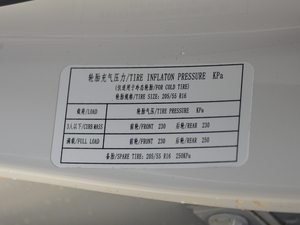 轮胎充气压力/TIRE INFLATON PRESSURE KPa
(仅适用于冷态轮胎/FOR COLD TIRE)
轮胎规格/TIRE SIZE: 205/55 R16
载荷/LOAD 轮胎气压/TIRE PRESSURE KPa
3人以下/CURB MASS 前轮/FRONT 230 后轮/REAR 230
满载/FULL LOAD 前轮/FRONT 230 后轮/REAR 250
备胎/SPARE TIRE: 205/55 R16 250KPa